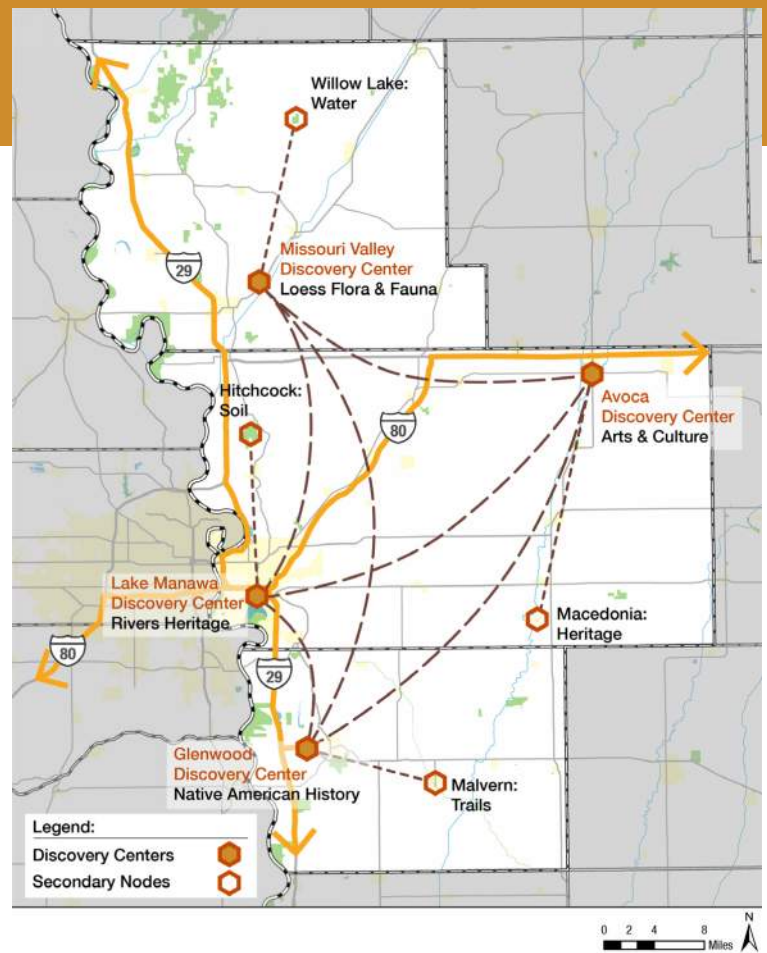 Willow Lake:
Water
29
Missouri Valley
Discovery Center
Loess Flora & Fauna
Hitchcock:
Soil
80
Avoca
Discovery Center
Arts & Culture
Lake Manawa
Discovery Center
Rivers Heritage
Macedonia:
Heritage
80
29
Glenwood
Discovery Center
Native American History
Malvern:
Trails
Legend:
Discovery Centers
Secondary Nodes
0 2 4 8
Miles
N